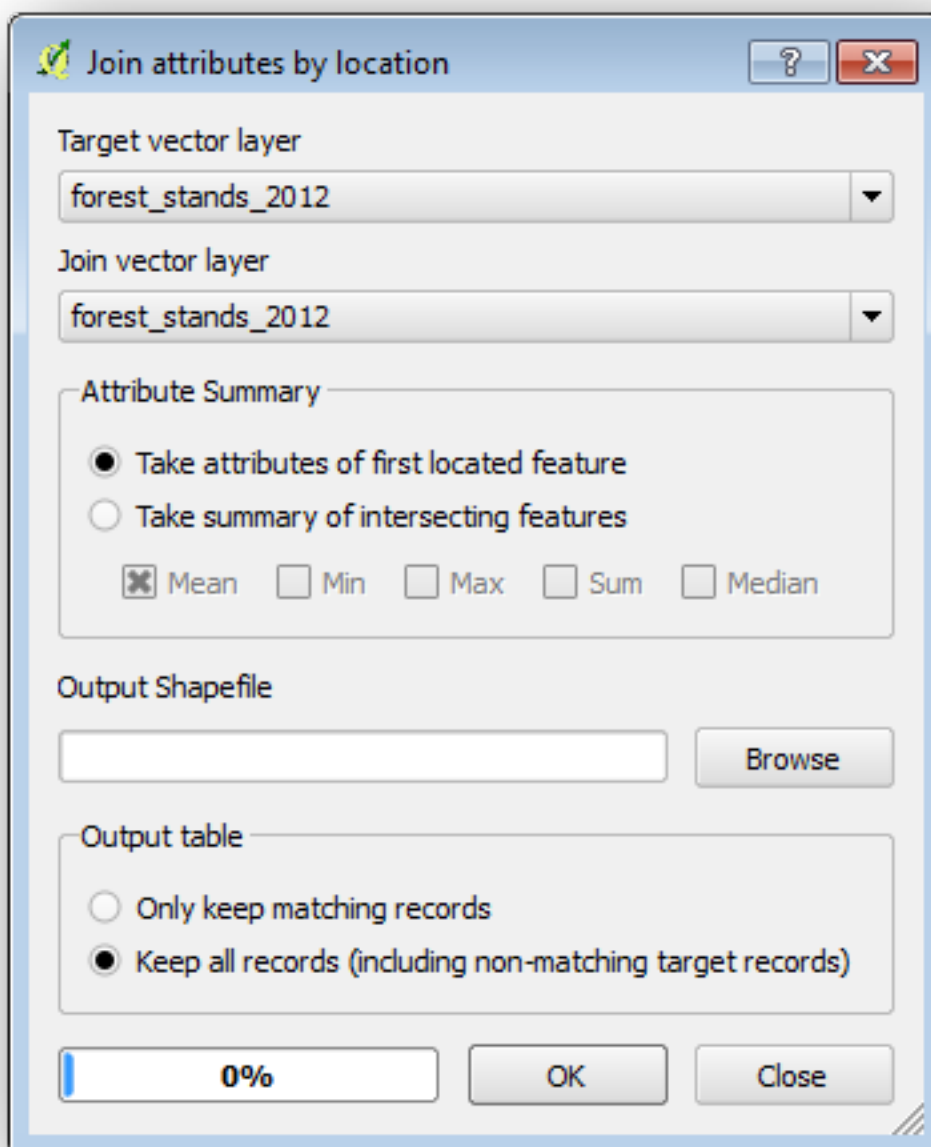 Join attributes by location
Target vector layer
forest_stands_2012
Join vector layer
forest_stands_2012
Attribute Summary
Take attributes of first located feature
Take summary of intersecting features
Mean Min Max Sum Median
Output Shapefile
Browse
Output table
Only keep matching records
Keep all records (including non-matching target records)
0% OK Close